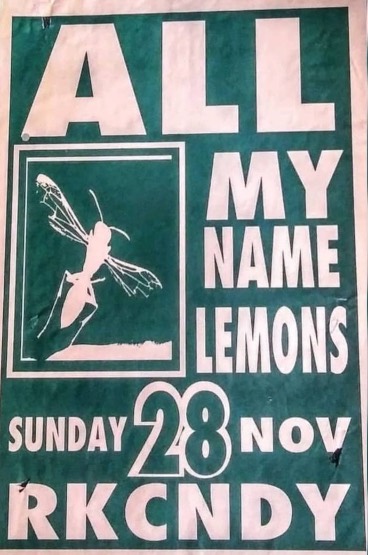 ALL
MY
NAME
LEMONS
SUNDAY 28 NOV
RKCNDY